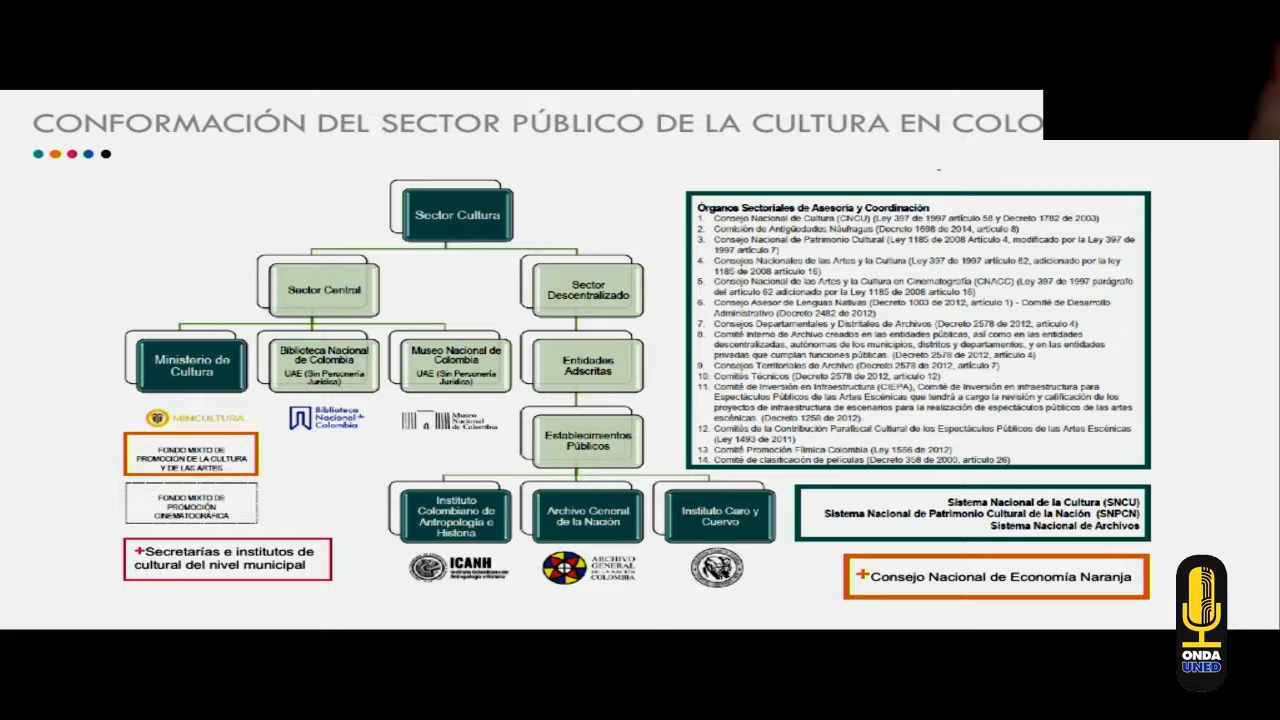 CONFORMACIÓN DEL SECTOR PÚBLICO DE LA CULTURA EN COLO
Sector Cultura
Sector Central
Sector
Descentralizado
Ministerio de
Cultura
Biblioteca Nacional
de Colombia
UAE (Sin Personería
Jurídica)
Museo Nacional de
Colombia
UAE (Sin Personería
Jurídica)
Entidades
Adscritas
MINCULTURA
Biblioteca
Nacional de
Colombia
Museo
Nacional
de Colombia
Establecimientos
Públicos
FONDO MIXTO DE
PROMOCIÓN DE LA CULTURA
Y DE LAS ARTES
FONDO MIXTO DE
PROMOCIÓN
CINEMATOGRÁFICA
+Secretarías e institutos de
cultural del nivel municipal
Instituto
Colombiano de
Antropología e
Historia
Archivo General
de la Nación
Instituto Caro y
Cuervo
ICANH
Instituto Colombiano de
Antropología e Historia
ARCHIVO
GENERAL
DE LA NACIÓN
COLOMBIA
Órganos Sectoriales de Asesoría y Coordinación
1. Consejo Nacional de Cultura (CNCU) (Ley 397 de 1997 artículo 58 y Decreto 1782 de 2003)
2. Comisión de Antigüedades Náufragas (Decreto 1698 de 2014, artículo 8)
3. Consejo Nacional de Patrimonio Cultural (Ley 1185 de 2008 Artículo 4, modificado por la Ley 397 de
1997 artículo 7)
4. Consejos Nacionales de las Artes y la Cultura (Ley 397 de 1997 artículo 62, adicionado por la ley
1185 de 2008 artículo 16)
5. Consejo Nacional de las Artes y la Cultura en Cinematografía (CNACC) (Ley 397 de 1997 parágrafo
del artículo 62 adicionado por la Ley 1185 de 2008 artículo 16)
6. Consejo Asesor de Lenguas Nativas (Decreto 1003 de 2012, artículo 1) - Comité de Desarrollo
Administrativo (Decreto 2482 de 2012)
7. Consejos Departamentales y Distritales de Archivos (Decreto 2578 de 2012, artículo 4)
8. Comité interno de Archivo creados en las entidades públicas, así como en las entidades
descentralizadas, autónomas de los municipios, distritos y departamentos, y en las entidades
privadas que cumplan funciones públicas. (Decreto 2578 de 2012, artículo 4)
9. Consejos Territoriales de Archivo (Decreto 2578 de 2012, artículo 7)
10. Comités Técnicos (Decreto 2578 de 2012, artículo 12)
11. Comité de Inversión en Infraestructura (CIEPA), Comité de Inversión en infraestructura para
Espectáculos Públicos de las Artes Escénicas que tendrá a cargo la revisión y calificación de los
proyectos de infraestructura de escenarios para la realización de espectáculos públicos de las artes
escénicas. (Decreto 1258 de 2012).
12. Comités de la Contribución Parafiscal Cultural de los Espectáculos Públicos de las Artes Escénicas
(Ley 1493 de 2011)
13. Comité Promoción Fílmica Colombia (Ley 1556 de 2012)
14. Comité de clasificación de películas (Decreto 358 de 2000, artículo 26)
Sistema Nacional de la Cultura (SNCU)
Sistema Nacional de Patrimonio Cultural de la Nación (SNPCN)
Sistema Nacional de Archivos
+Consejo Nacional de Economía Naranja
ONDA
UNED